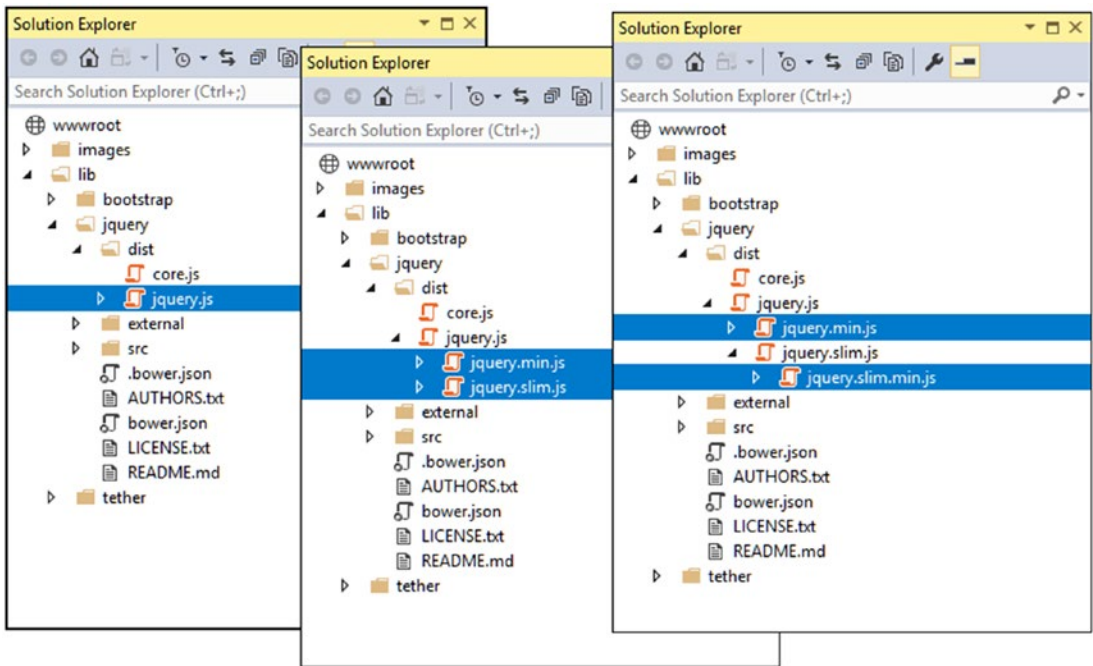 Solution Explorer
Search Solution Explorer (Ctrl+;)
wwwroot
images
lib
bootstrap
jquery
dist
core.js
jquery.js
external
src
.bower.json
AUTHORS.txt
bower.json
LICENSE.txt
README.md
tether
Solution Explorer
Search Solution Explorer (Ctrl+;)
wwwroot
images
lib
bootstrap
jquery
dist
core.js
jquery.js
jquery.min.js
jquery.slim.js
external
src
.bower.json
AUTHORS.txt
bower.json
LICENSE.txt
README.md
tether
Solution Explorer
Search Solution Explorer (Ctrl+;)
wwwroot
images
lib
bootstrap
jquery
dist
core.js
jquery.js
jquery.min.js
jquery.slim.js
jquery.slim.min.js
external
src
.bower.json
AUTHORS.txt
bower.json
LICENSE.txt
README.md
tether